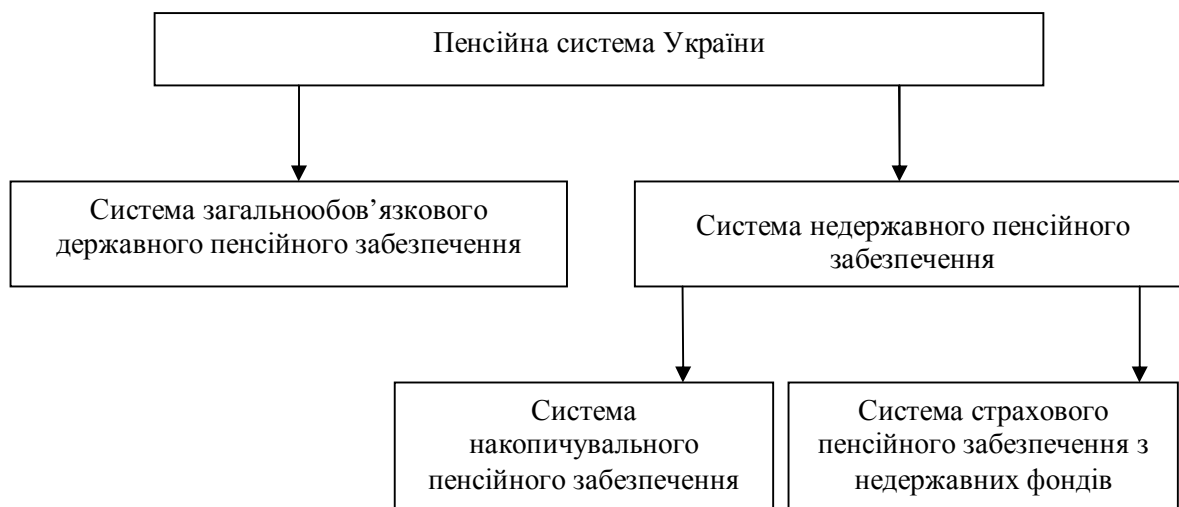 Пенсійна система України
Система загальнообов’язкового
державного пенсійного забезпечення
Система недержавного пенсійного
забезпечення
Система
накопичувального
пенсійного забезпечення
Система страхового
пенсійного забезпечення з
недержавних фондів